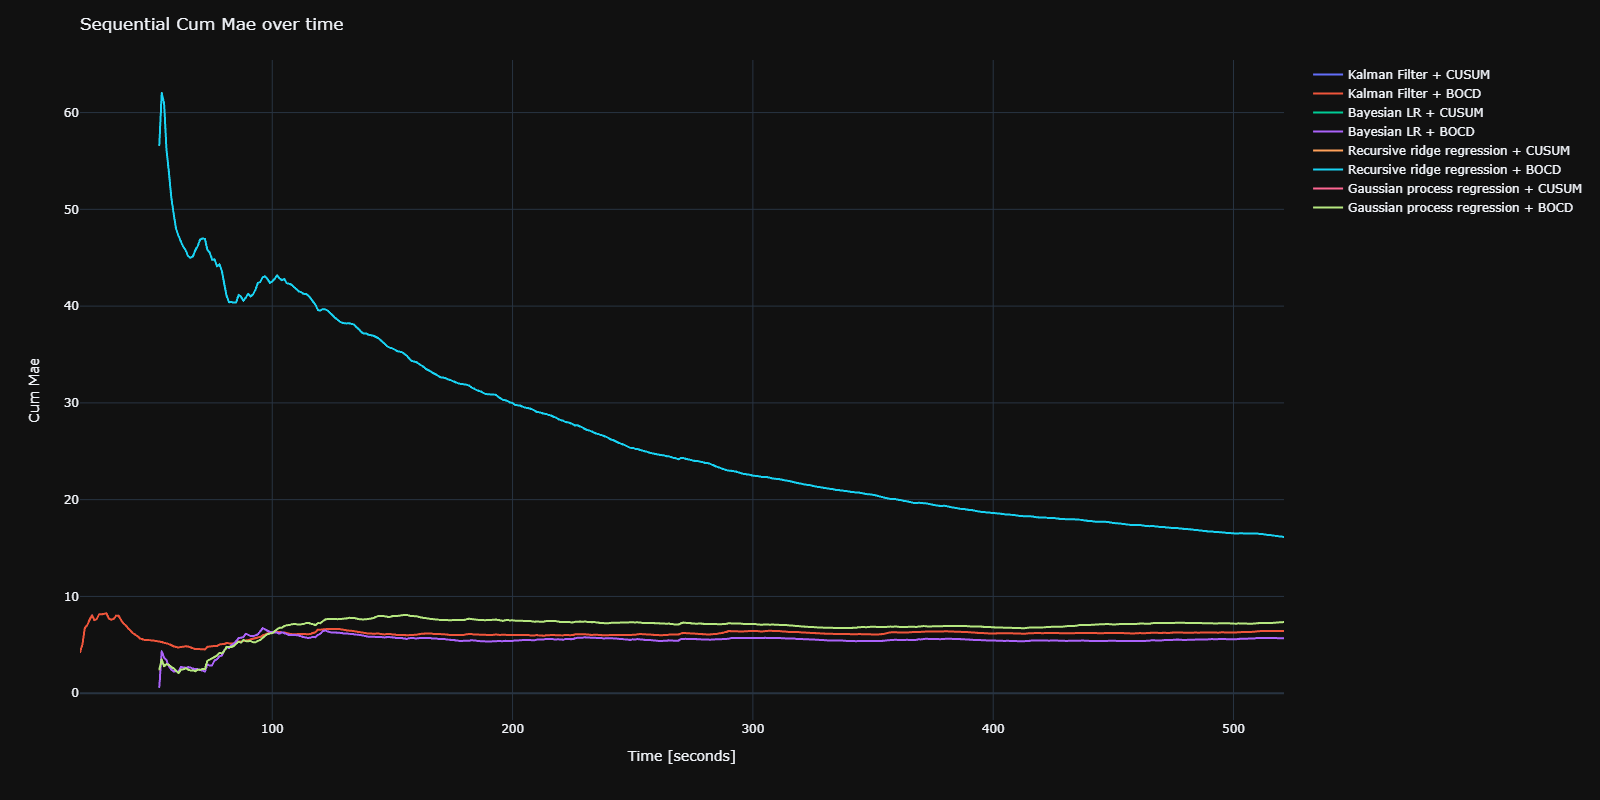 Sequential Cum Mae over time
Kalman Filter + CUSUM
Kalman Filter + BOCD
Bayesian LR + CUSUM
Bayesian LR + BOCD
Recursive ridge regression + CUSUM
Recursive ridge regression + BOCD
Gaussian process regression + CUSUM
Gaussian process regression + BOCD
Cum Mae
60
50
40
30
20
10
0
100 200 300 400 500
Time [seconds]